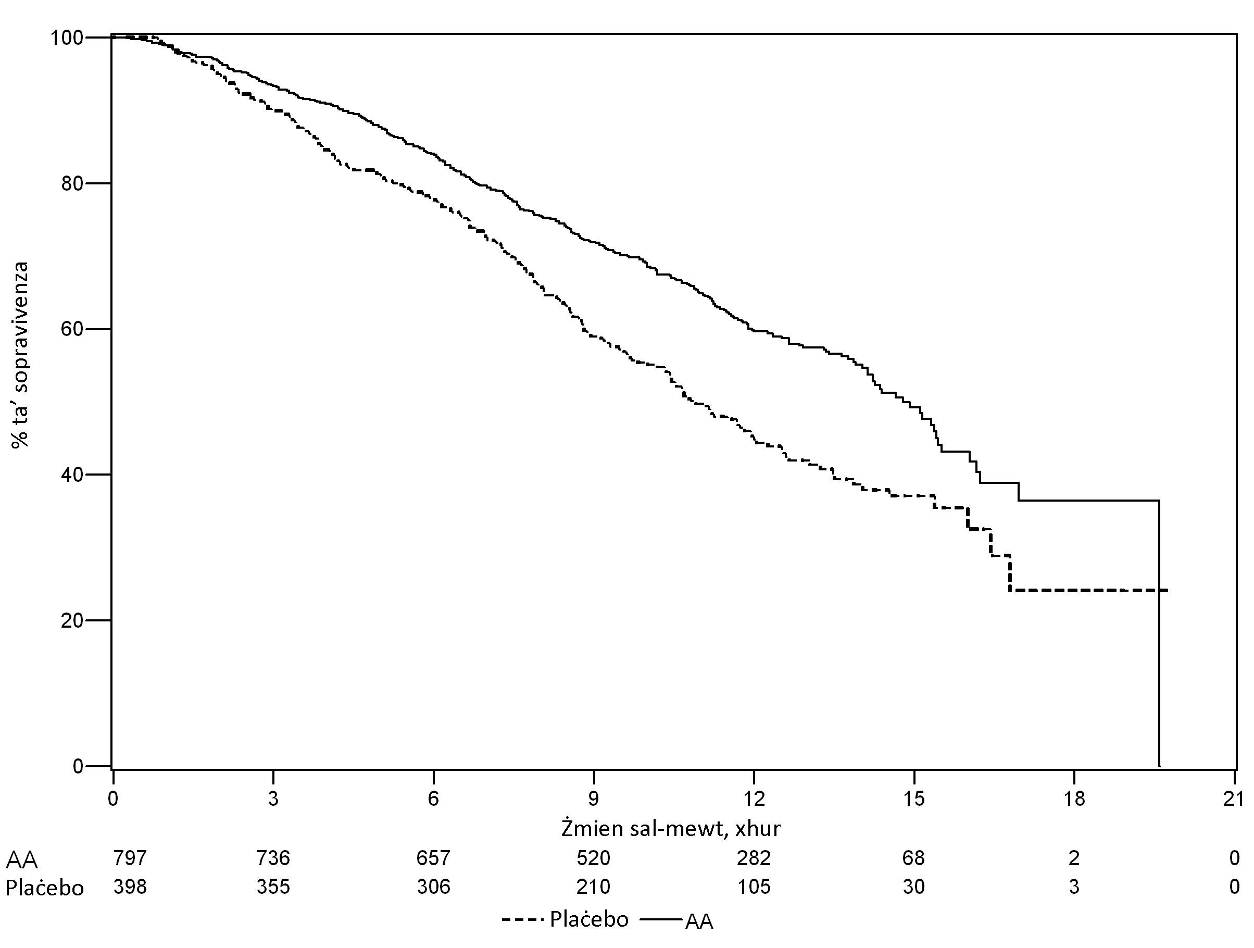 100
80
60
40
20
0
% ta’ sopravivenza
0 3 6 9 12 15 18 21
Żmien sal-mewt, xhur
AA 797 736 657 520 282 68 2 0
Plaċebo 398 355 306 210 105 30 3 0
Plaċebo AA